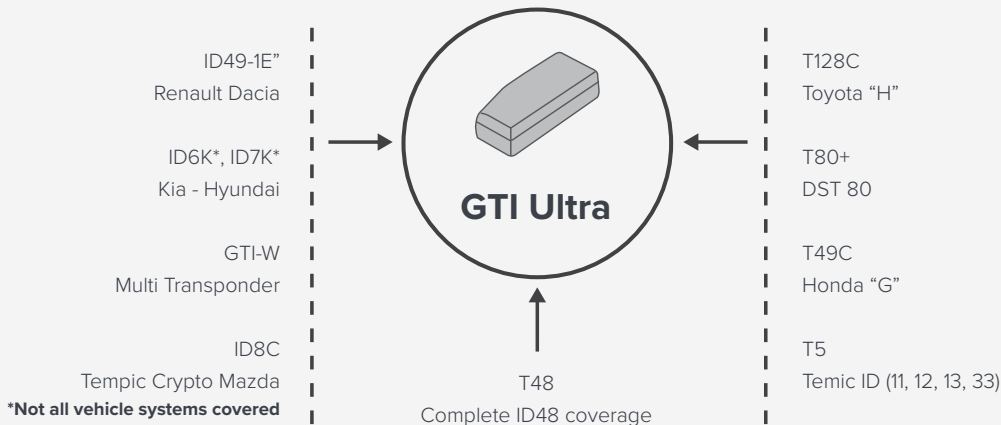 ID49-1E”
Renault Dacia
ID6K*, ID7K*
Kia - Hyundai
GTI-W
Multi Transponder
ID8C
Tempic Crypto Mazda
*Not all vehicle systems covered
GTI Ultra
T48
Complete ID48 coverage
T128C
Toyota “H”
T80+
DST 80
T49C
Honda “G”
T5
Temic ID (11, 12, 13, 33)